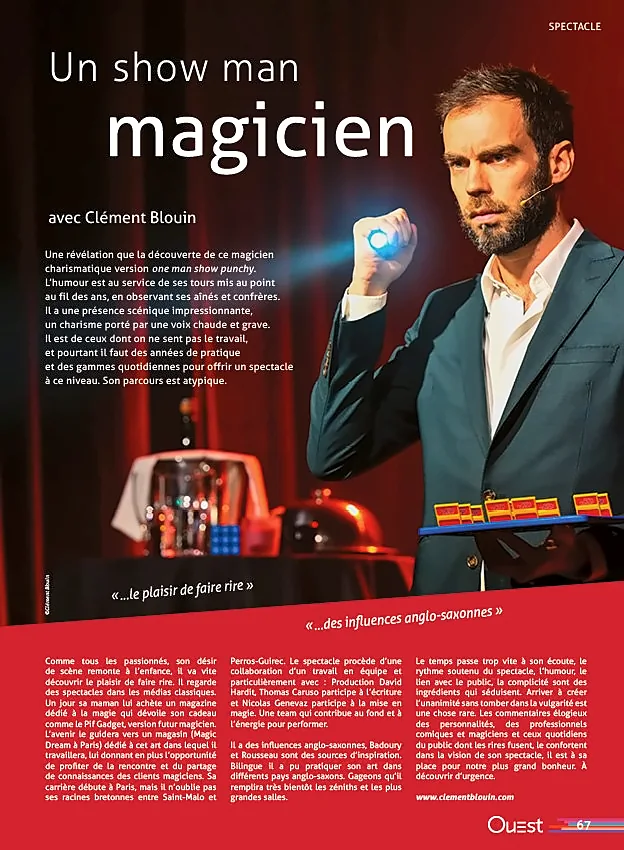 SPECTACLE
Un show man
magicien
avec Clément Blouin
Une révélation que la découverte de ce magicien
charismatique version one man show punchy.
L'humour est au service de ses tours mis au point
au fil des ans, en observant ses aînés et confrères.
Il a une présence scénique impressionnante,
un charisme porté par une voix chaude et grave.
Il est de ceux dont on ne sent pas le travail,
et pourtant il faut des années de pratique
et des gammes quotidiennes pour offrir un spectacle
à ce niveau. Son parcours est atypique.
©Clément Blouin
« ...le plaisir de faire rire »
« ...des influences anglo-saxonnes »
Comme tous les passionnés, son désir
de scène remonte à l'enfance, il va vite
découvrir le plaisir de faire rire. Il regarde
des spectacles dans les médias classiques.
Un jour sa maman lui achète un magazine
dédié à la magie qui dévoile son cadeau
comme le Pif Gadget, version futur magicien.
L'avenir le guidera vers un magasin (Magic
Dream à Paris) dédié à cet art dans lequel il
travaillera, lui donnant en plus l'opportunité
de profiter de la rencontre et du partage
de connaissances des clients magiciens. Sa
carrière débute à Paris, mais il n'oublie pas
ses racines bretonnes entre Saint-Malo et
Perros-Guirec. Le spectacle procède d'une
collaboration d'un travail en équipe et
particulièrement avec : Production David
Hardit, Thomas Caruso participe à l'écriture
et Nicolas Genevaz participe à la mise en
magie. Une team qui contribue au fond et à
l'énergie pour performer.
Il a des influences anglo-saxonnes, Badoury
et Rousseau sont des sources d'inspiration.
Bilingue il a pu pratiquer son art dans
différents pays anglo-saxons. Gageons qu'il
remplira très bientôt les zéniths et les plus
grandes salles.
Le temps passe trop vite à son écoute, le
rythme soutenu du spectacle, l'humour, le
lien avec le public, la complicité sont des
ingrédients qui séduisent. Arriver à créer
l'unanimité sans tomber dans la vulgarité est
une chose rare. Les commentaires élogieux
des personnalités, des professionnels
comiques et magiciens et ceux quotidiens
du public dont les rires fusent, le confortent
dans la vision de son spectacle, il est à sa
place pour notre plus grand bonheur. À
découvrir d'urgence.
www.clementblouin.com
Ouest 67